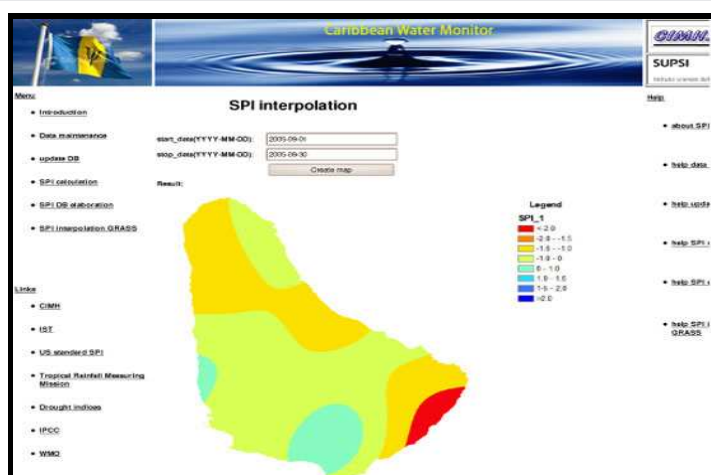 Caribbean Water Monitor
CIMH
SUPSI
Menu
Introduction
Data maintenance
update DB
SPI calculation
SPI DB elaboration
SPI Interpolation GRASS
Links
CIMH
IST
US standard SPI
Tropical Rainfall Measuring
Mission
Drought indices
IPCC
WMO
SPI interpolation
start_date(YYYY-MM-DD): 2005-09-01
stop_date(YYYY-MM-DD): 2005-09-30
Create map
Result:
Legend
SPI_1
<-2.0
-2.0 - -1.5
-1.5 - -1.0
-1.0 - 0
0 - 1.0
1.0 - 1.5
1.5 - 2.0
>2.0
Help
about SPI
help data
help upda
help SPI
help SPI
help SPI i
GRASS